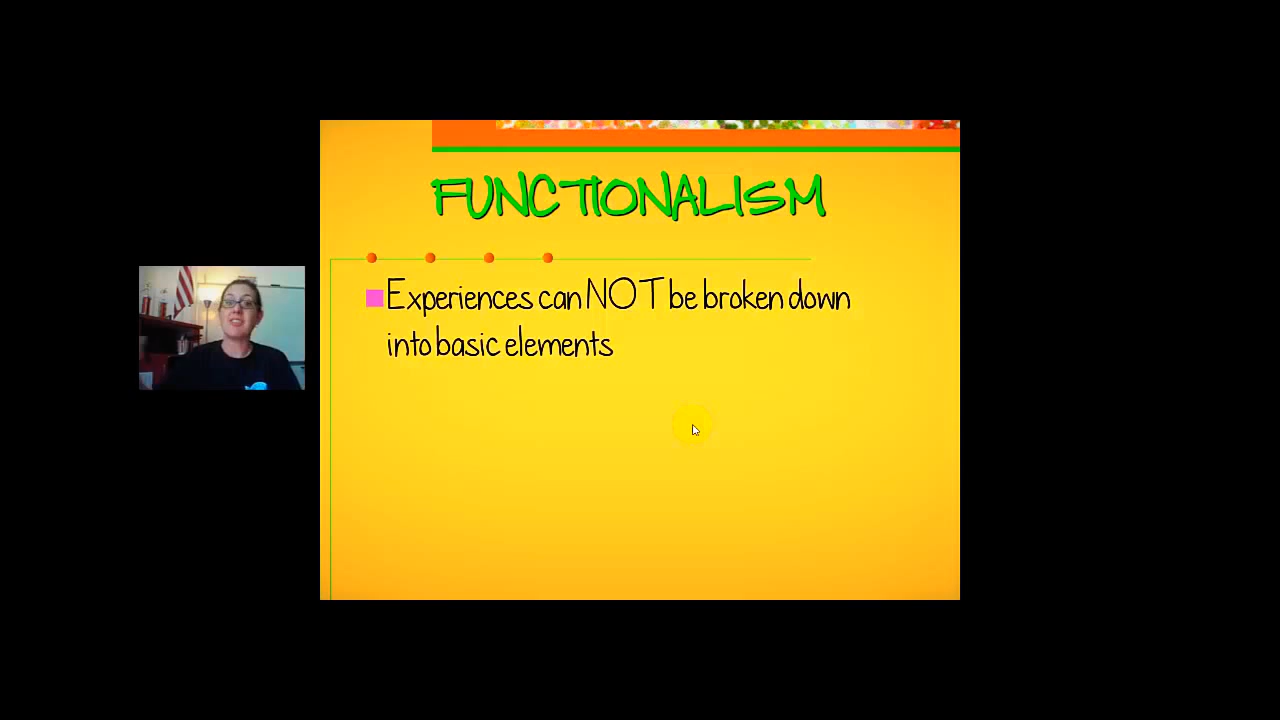 FUNCTIONALISM
Experiences can NOT be broken down
into basic elements